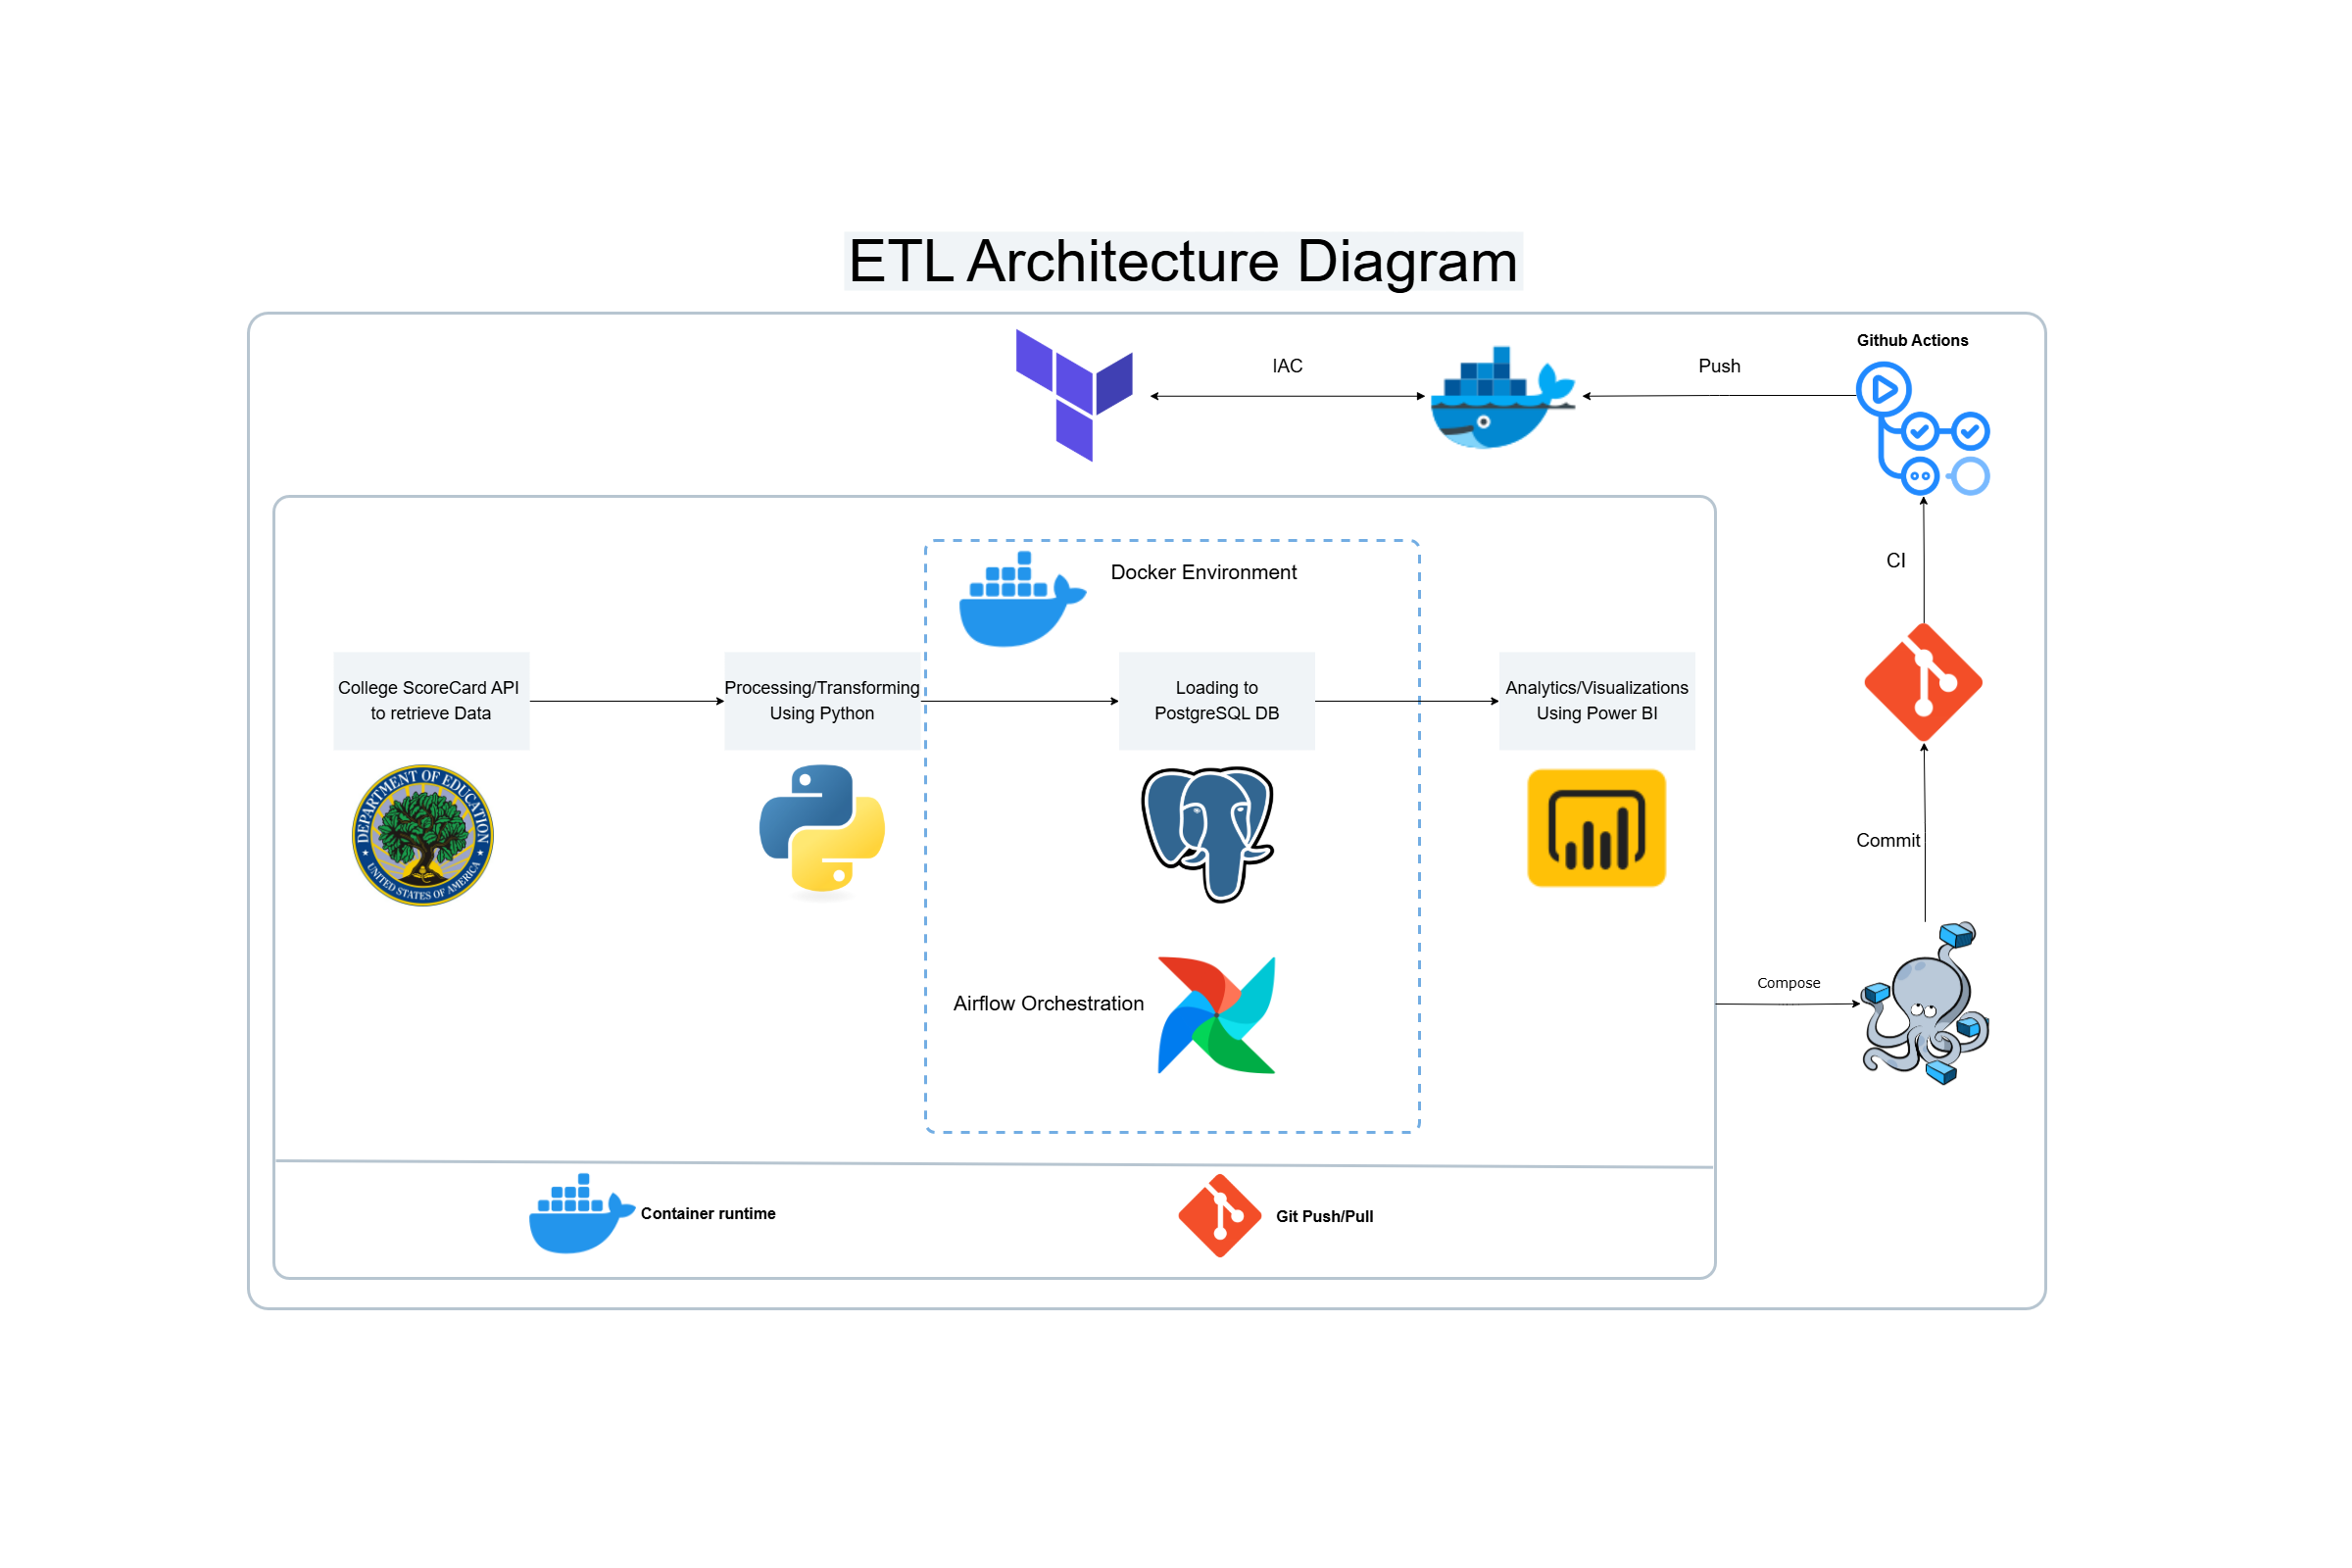 ETL Architecture Diagram
Github Actions
IAC
Push
CI
Docker Environment
College ScoreCard API
to retrieve Data
Processing/Transforming
Using Python
Loading to
PostgreSQL DB
Analytics/Visualizations
Using Power BI
DEPARTMENT OF EDUCATION
UNITED STATES OF AMERICA
Commit
Compose
Airflow Orchestration
Container runtime
Git Push/Pull